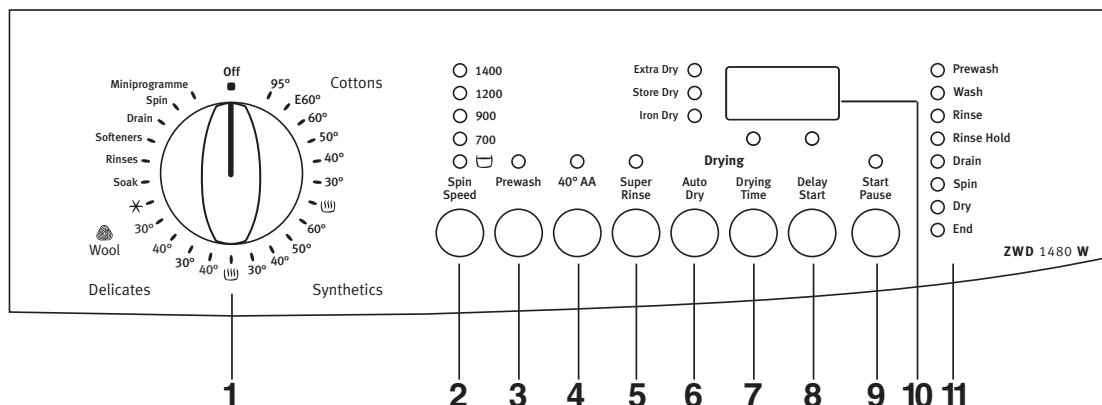 Off
Miniprogramme
Spin
Drain
Softeners
Rinses
Soak
30°
Wool
40°
30°
40°
Delicates
95°
Cottons
E60°
60°
50°
40°
30°
60°
50°
40°
30°
Synthetics
1400
1200
900
700
Spin
Speed
Prewash
40° AA
Super
Rinse
Extra Dry
Store Dry
Iron Dry
Drying
Auto
Dry
Drying
Time
Delay
Start
Start
Pause
Prewash
Wash
Rinse
Rinse Hold
Drain
Spin
Dry
End
ZWD 1480 W
1 2 3 4 5 6 7 8 9 10 11